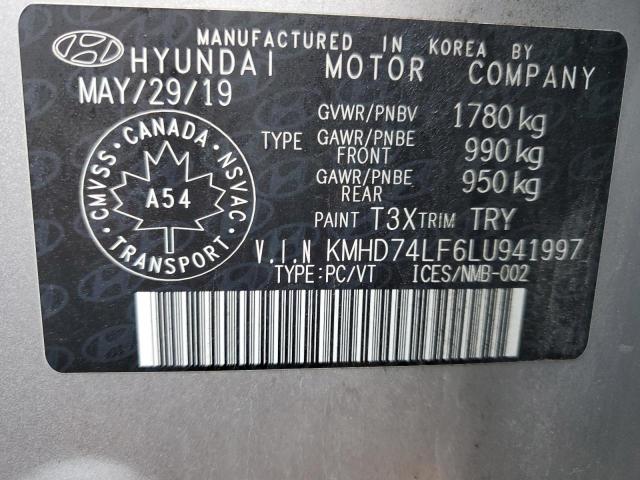 MANUFACTURED IN KOREA BY
HYUNDAI MOTOR COMPANY
MAY/29/19
GVWR/PNBV 1780 kg
TYPE GAWR/PNBE FRONT 990 kg
GAWR/PNBE REAR 950 kg
PAINT T3X TRIM TRY
CMVSS • CANADA • NSVAC
A54
TRANSPORT
V.I.N KMHD74LF6LU941997
TYPE:PC/VT ICES/NMB-002